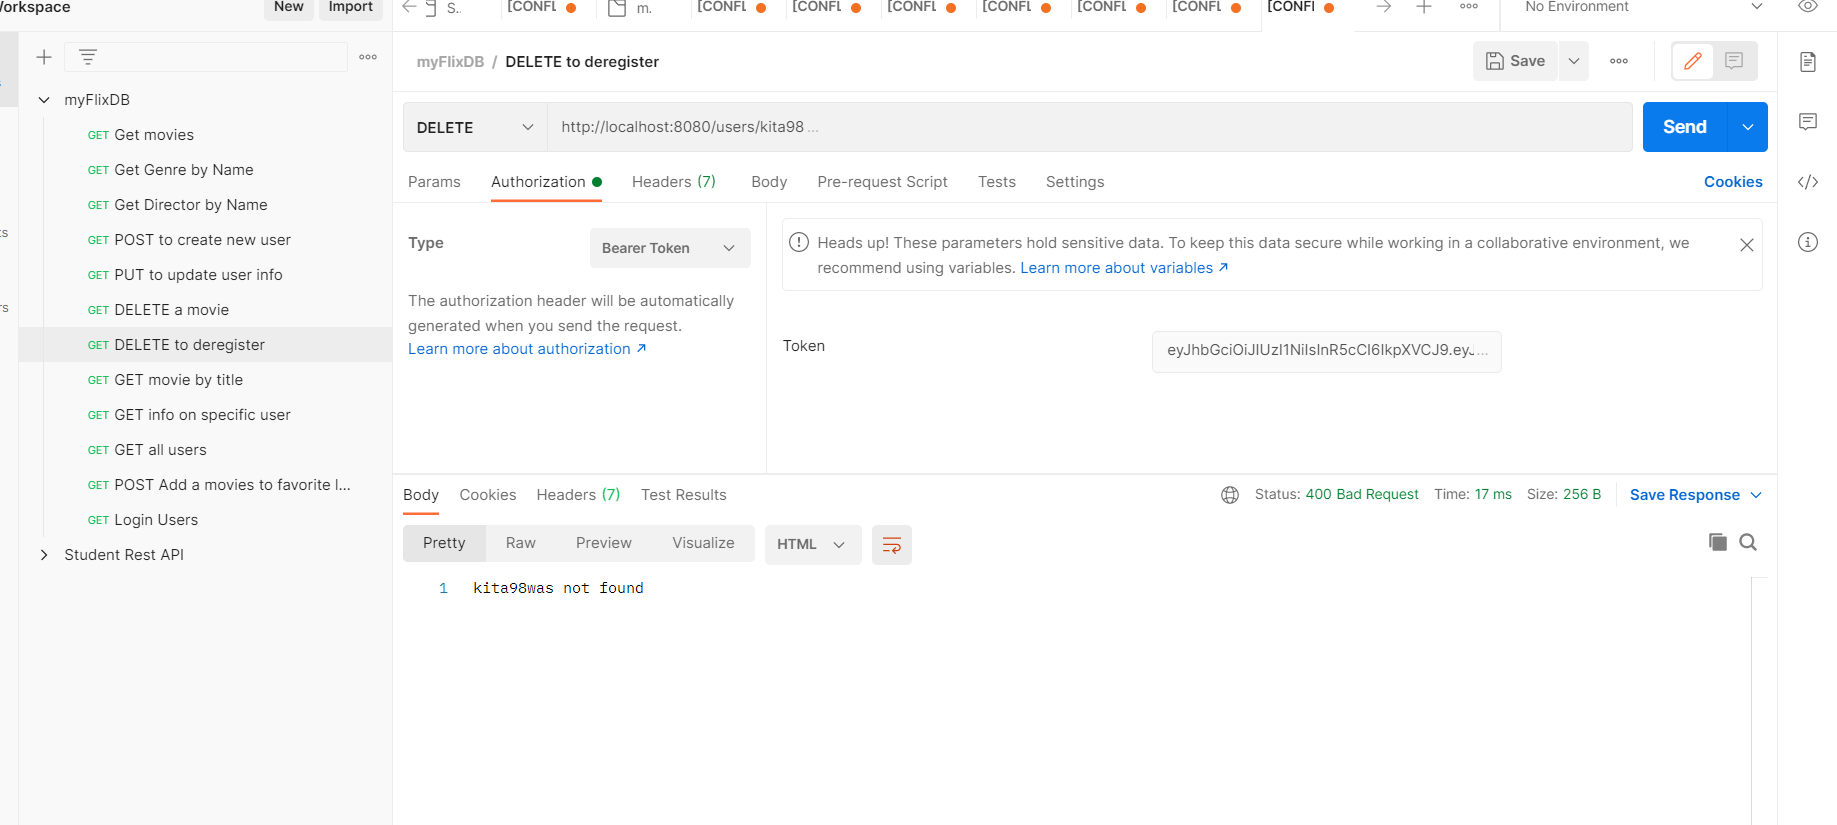 Workspace
New
Import
S..
[CONFL
m.
[CONFL
[CONFL
[CONFL
[CONFL
[CONFL
[CONFL
[CONFI
No Environment
myFlixDB
GET Get movies
GET Get Genre by Name
GET Get Director by Name
GET POST to create new user
GET PUT to update user info
GET DELETE a movie
GET DELETE to deregister
GET GET movie by title
GET GET info on specific user
GET GET all users
GET POST Add a movies to favorite l...
GET Login Users
Student Rest API
myFlixDB / DELETE to deregister
Save
DELETE
http://localhost:8080/users/kita98 ...
Send
Params
Authorization
Headers (7)
Body
Pre-request Script
Tests
Settings
Cookies
Type
Bearer Token
The authorization header will be automatically
generated when you send the request.
Learn more about authorization ↗
Heads up! These parameters hold sensitive data. To keep this data secure while working in a collaborative environment, we
recommend using variables. Learn more about variables ↗
Token
eyJhbGciOiJIUzI1NiIsInR5cCI6IkpXVCJ9.eyJ...
Body
Cookies
Headers (7)
Test Results
Status: 400 Bad Request
Time: 17 ms
Size: 256 B
Save Response
Pretty
Raw
Preview
Visualize
HTML
1 kita98was not found